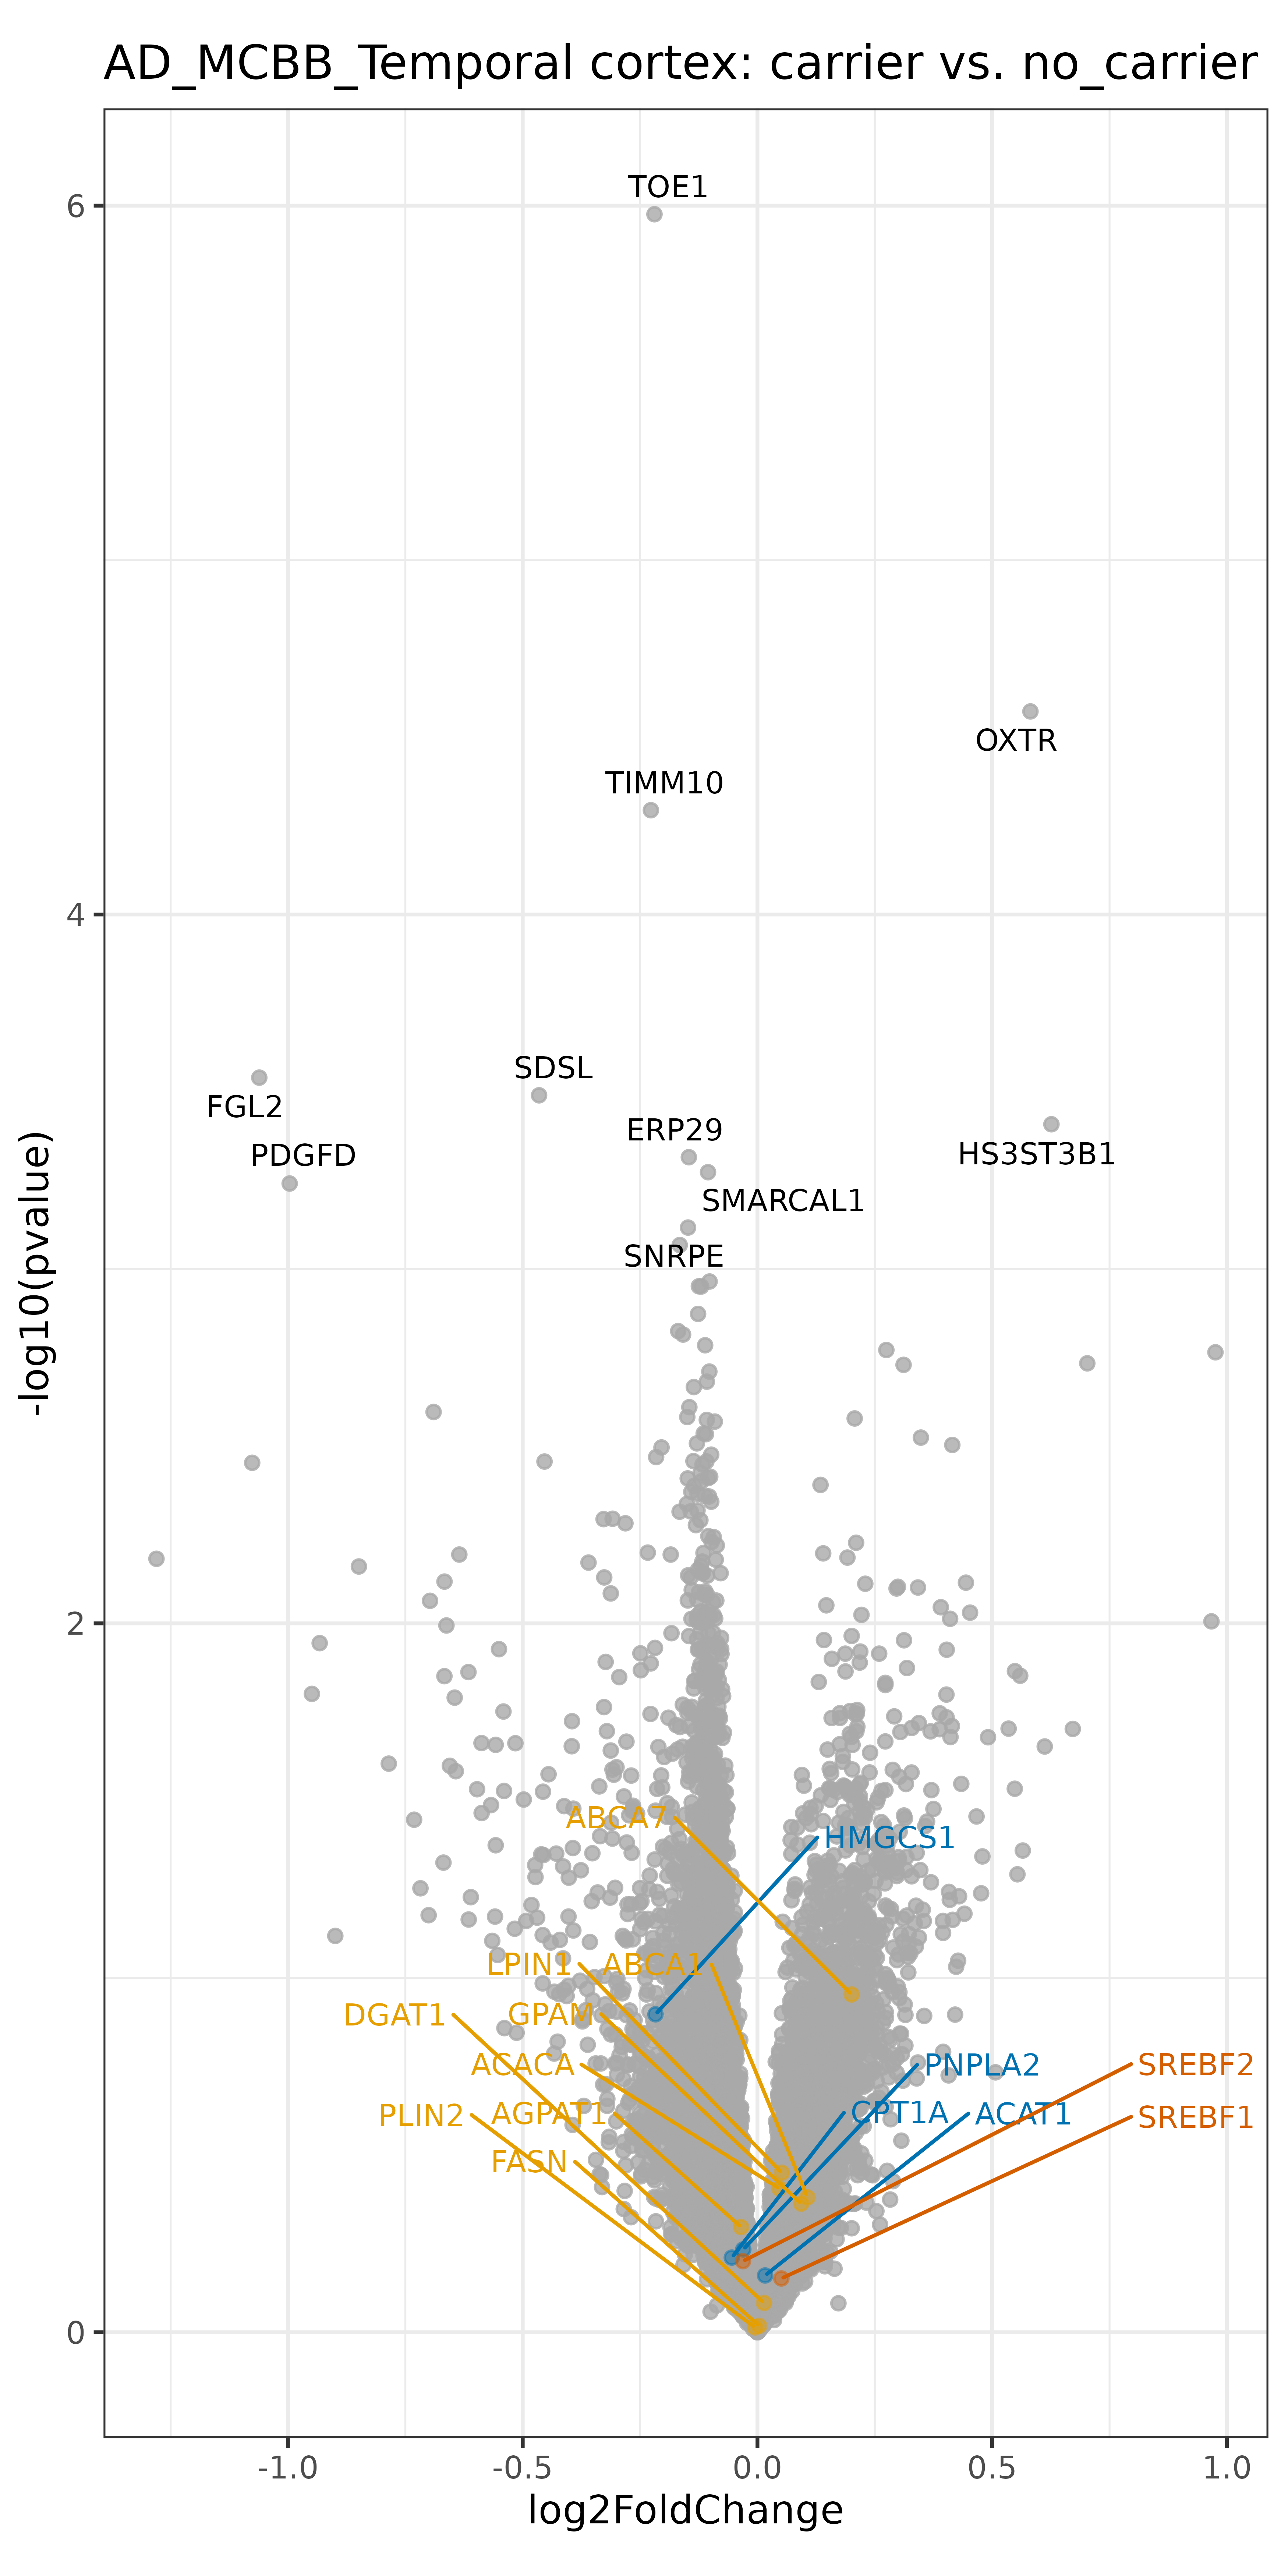 AD_MCBB_Temporal cortex: carrier vs. no_carrier
6
TOE1
OXTR
TIMM10
4
SDSL
FGL2
ERP29
PDGFD
HS3ST3B1
SMARCAL1
SNRPE
-log10(pvalue)
2
ABCA7
HMGCS1
LPIN1 ABCA1
DGAT1 GPAM
ACACA PNPLA2 SREBF2
PLIN2 AGPAT1 CPT1A ACAT1 SREBF1
FASN
0
-1.0 -0.5 0.0 0.5 1.0
log2FoldChange